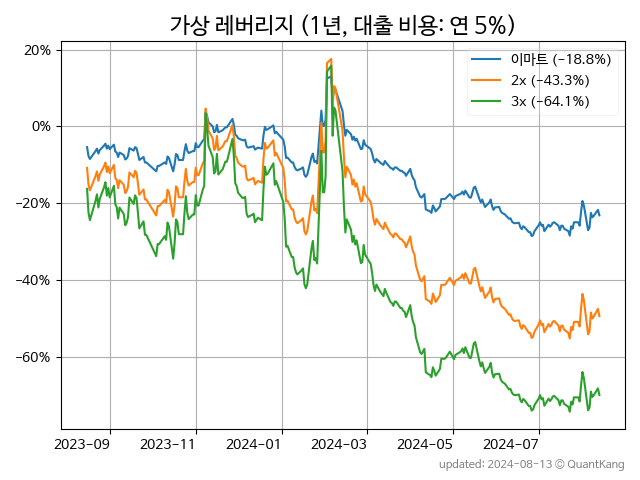 가상 레버리지 (1년, 대출 비용: 연 5%)
이마트 (−18.8%)
2x (−43.3%)
3x (−64.1%)
20%
0%
−20%
−40%
−60%
2023−09 2023−11 2024−01 2024−03 2024−05 2024−07
updated: 2024−08−13 ⓒ QuantKang